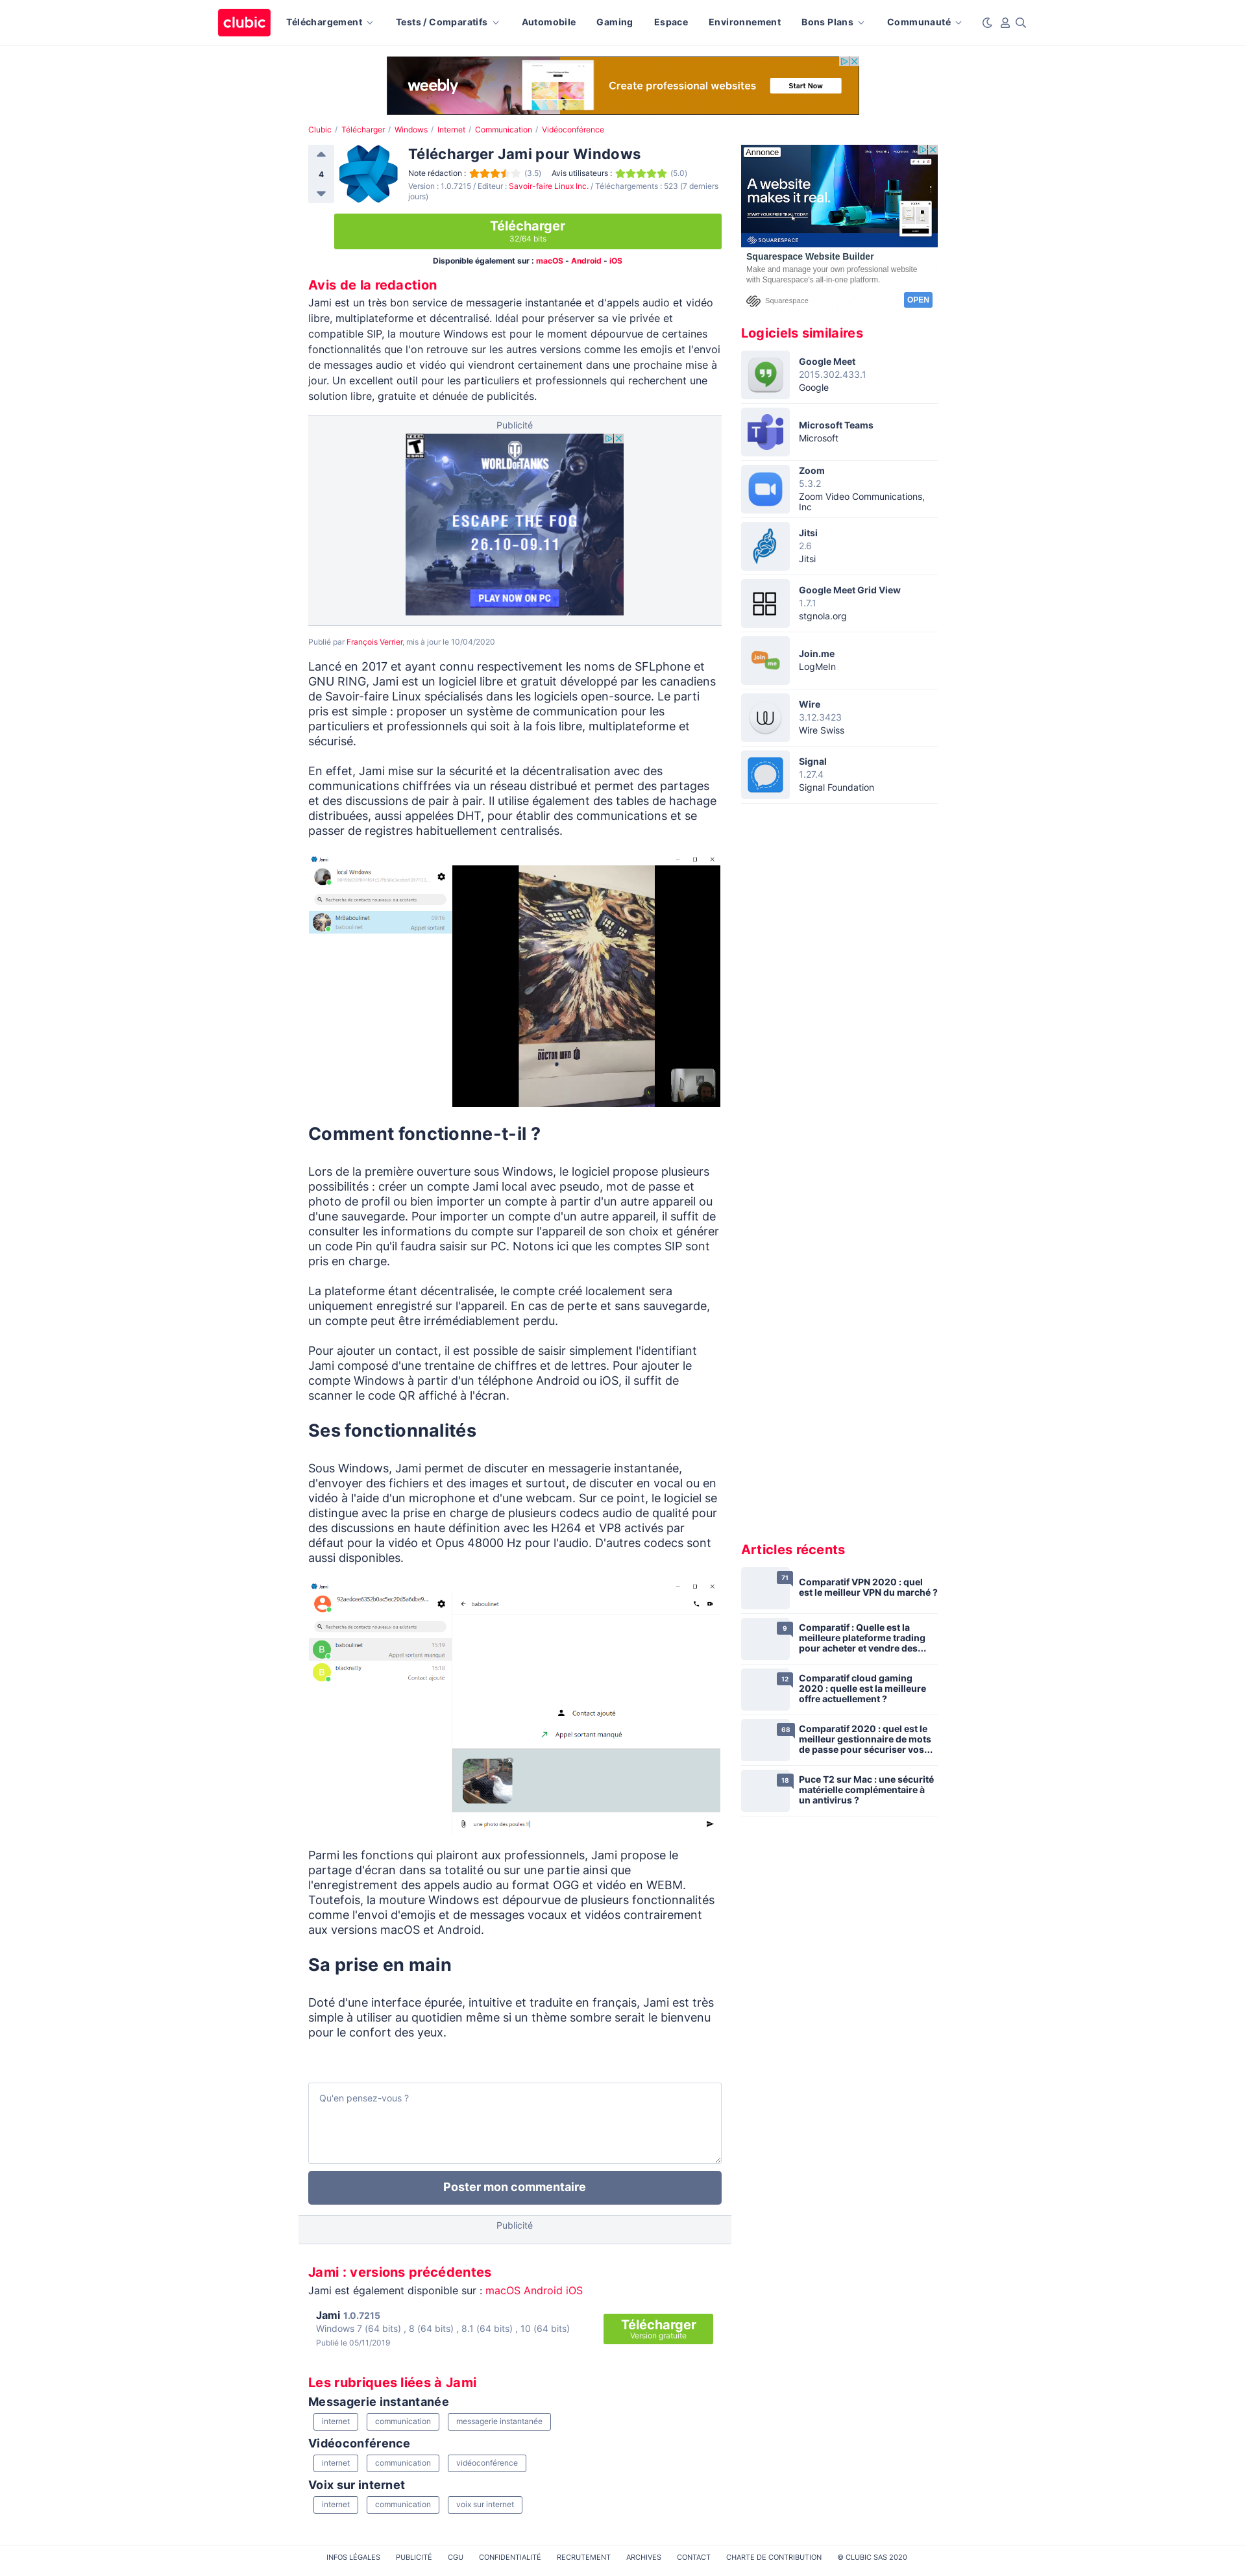 clubic
Téléchargement
Tests / Comparatifs
Automobile
Gaming
Espace
Environnement
Bons Plans
Communauté
weebly
Create professional websites
Start Now
Clubic / Télécharger / Windows / Internet / Communication / Vidéoconférence
4
Télécharger Jami pour Windows
Note rédaction : (3.5) Avis utilisateurs : (5.0)
Version : 1.0.7215 / Editeur : Savoir-faire Linux Inc. / Téléchargements : 523 (7 derniers
jours)
Télécharger
32/64 bits
Disponible également sur : macOS - Android - iOS
Avis de la redaction
Jami est un très bon service de messagerie instantanée et d'appels audio et vidéo
libre, multiplateforme et décentralisé. Idéal pour préserver sa vie privée et
compatible SIP, la mouture Windows est pour le moment dépourvue de certaines
fonctionnalités que l'on retrouve sur les autres versions comme les emojis et l'envoi
de messages audio et vidéo qui viendront certainement dans une prochaine mise à
jour. Un excellent outil pour les particuliers et professionnels qui recherchent une
solution libre, gratuite et dénuée de publicités.
Publicité
WORLD OF TANKS
ESCAPE THE FOG
26.10-09.11
PLAY NOW ON PC
Publié par François Verrier, mis à jour le 10/04/2020
Lancé en 2017 et ayant connu respectivement les noms de SFLphone et
GNU RING, Jami est un logiciel libre et gratuit développé par les canadiens
de Savoir-faire Linux spécialisés dans les logiciels open-source. Le parti
pris est simple : proposer un système de communication pour les
particuliers et professionnels qui soit à la fois libre, multiplateforme et
sécurisé.
En effet, Jami mise sur la sécurité et la décentralisation avec des
communications chiffrées via un réseau distribué et permet des partages
et des discussions de pair à pair. Il utilise également des tables de hachage
distribuées, aussi appelées DHT, pour établir des communications et se
passer de registres habituellement centralisés.
Jami
local Windows
Recherche de contacts nouveaux ou existants
Mrllaboulinet 09:16
baboulinet Appel sortant
DOCTOR WHO
Comment fonctionne-t-il ?
Lors de la première ouverture sous Windows, le logiciel propose plusieurs
possibilités : créer un compte Jami local avec pseudo, mot de passe et
photo de profil ou bien importer un compte à partir d'un autre appareil ou
d'une sauvegarde. Pour importer un compte d'un autre appareil, il suffit de
consulter les informations du compte sur l'appareil de son choix et générer
un code Pin qu'il faudra saisir sur PC. Notons ici que les comptes SIP sont
pris en charge.
La plateforme étant décentralisée, le compte créé localement sera
uniquement enregistré sur l'appareil. En cas de perte et sans sauvegarde,
un compte peut être irrémédiablement perdu.
Pour ajouter un contact, il est possible de saisir simplement l'identifiant
Jami composé d'une trentaine de chiffres et de lettres. Pour ajouter le
compte Windows à partir d'un téléphone Android ou iOS, il suffit de
scanner le code QR affiché à l'écran.
Ses fonctionnalités
Sous Windows, Jami permet de discuter en messagerie instantanée,
d'envoyer des fichiers et des images et surtout, de discuter en vocal ou en
vidéo à l'aide d'un microphone et d'une webcam. Sur ce point, le logiciel se
distingue avec la prise en charge de plusieurs codecs audio de qualité pour
des discussions en haute définition avec les H264 et VP8 activés par
défaut pour la vidéo et Opus 48000 Hz pour l'audio. D'autres codecs sont
aussi disponibles.
Jami
baboulinet
Recherche de contacts nouveaux ou existants
B baboulinet 11:19
Appel sortant manqué
B blacknelly 11:18
Contact ajouté
Contact ajouté
Appel sortant manqué
une photo des poules !!
Parmi les fonctions qui plairont aux professionnels, Jami propose le
partage d'écran dans sa totalité ou sur une partie ainsi que
l'enregistrement des appels audio au format OGG et vidéo en WEBM.
Toutefois, la mouture Windows est dépourvue de plusieurs fonctionnalités
comme l'envoi d'emojis et de messages vocaux et vidéos contrairement
aux versions macOS et Android.
Sa prise en main
Doté d'une interface épurée, intuitive et traduite en français, Jami est très
simple à utiliser au quotidien même si un thème sombre serait le bienvenu
pour le confort des yeux.
Qu'en pensez-vous ?
Poster mon commentaire
Publicité
Jami : versions précédentes
Jami est également disponible sur : macOS Android iOS
Jami 1.0.7215
Windows 7 (64 bits) , 8 (64 bits) , 8.1 (64 bits) , 10 (64 bits)
Publié le 05/11/2019
Télécharger
Version gratuite
Les rubriques liées à Jami
Messagerie instantanée
internet communication messagerie instantanée
Vidéoconférence
internet communication vidéoconférence
Voix sur internet
internet communication voix sur internet
Annonce
A website
makes it real.
START YOUR FREE TRIAL TODAY
SQUARESPACE
Squarespace Website Builder
Make and manage your own professional website
with Squarespace's all-in-one platform.
Squarespace
OPEN
Logiciels similaires
Google Meet
2015.302.433.1
Google
Microsoft Teams
Microsoft
Zoom
5.3.2
Zoom Video Communications,
Inc
Jitsi
2.6
Jitsi
Google Meet Grid View
1.7.1
stgnola.org
join me
Join.me
LogMeIn
Wire
3.12.3423
Wire Swiss
Signal
1.27.4
Signal Foundation
Articles récents
71
Comparatif VPN 2020 : quel
est le meilleur VPN du marché ?
9
Comparatif : Quelle est la
meilleure plateforme trading
pour acheter et vendre des...
12
Comparatif cloud gaming
2020 : quelle est la meilleure
offre actuellement ?
68
Comparatif 2020 : quel est le
meilleur gestionnaire de mots
de passe pour sécuriser vos...
18
Puce T2 sur Mac : une sécurité
matérielle complémentaire à
un antivirus ?
INFOS LÉGALES PUBLICITÉ CGU CONFIDENTIALITÉ RECRUTEMENT ARCHIVES CONTACT CHARTE DE CONTRIBUTION © CLUBIC SAS 2020